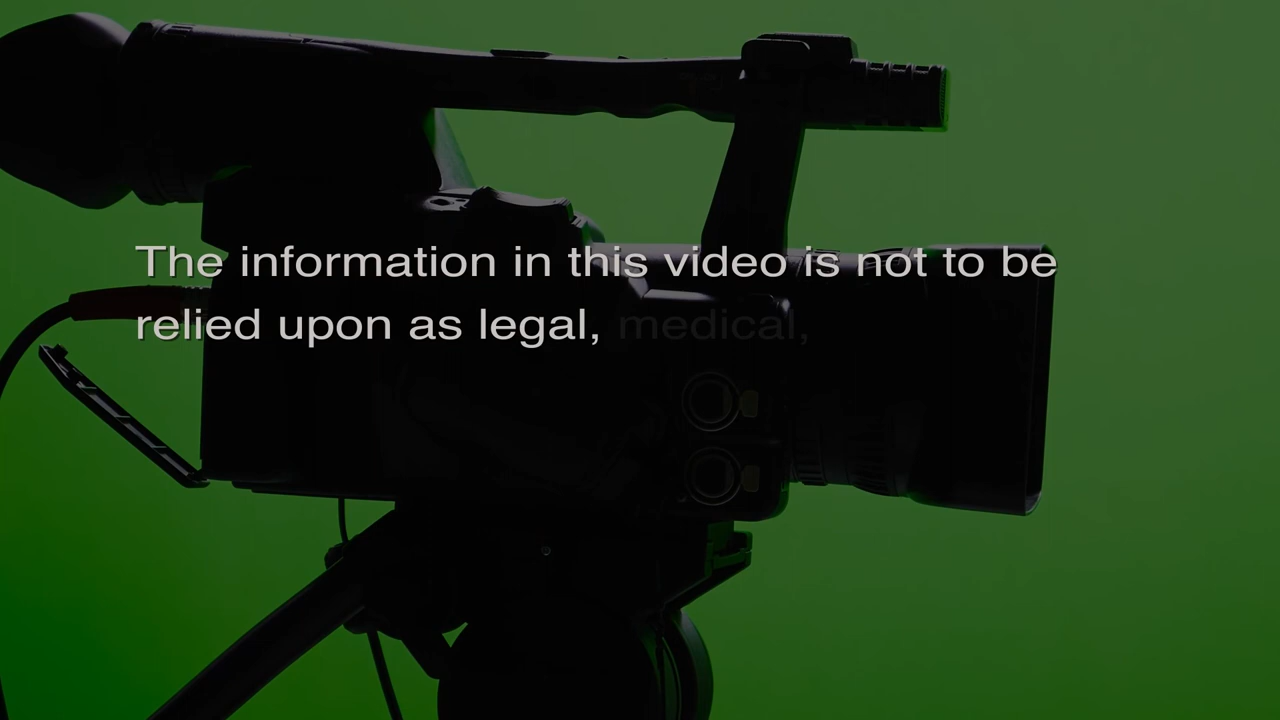 The information in this video is not to be
relied upon as legal, medical,